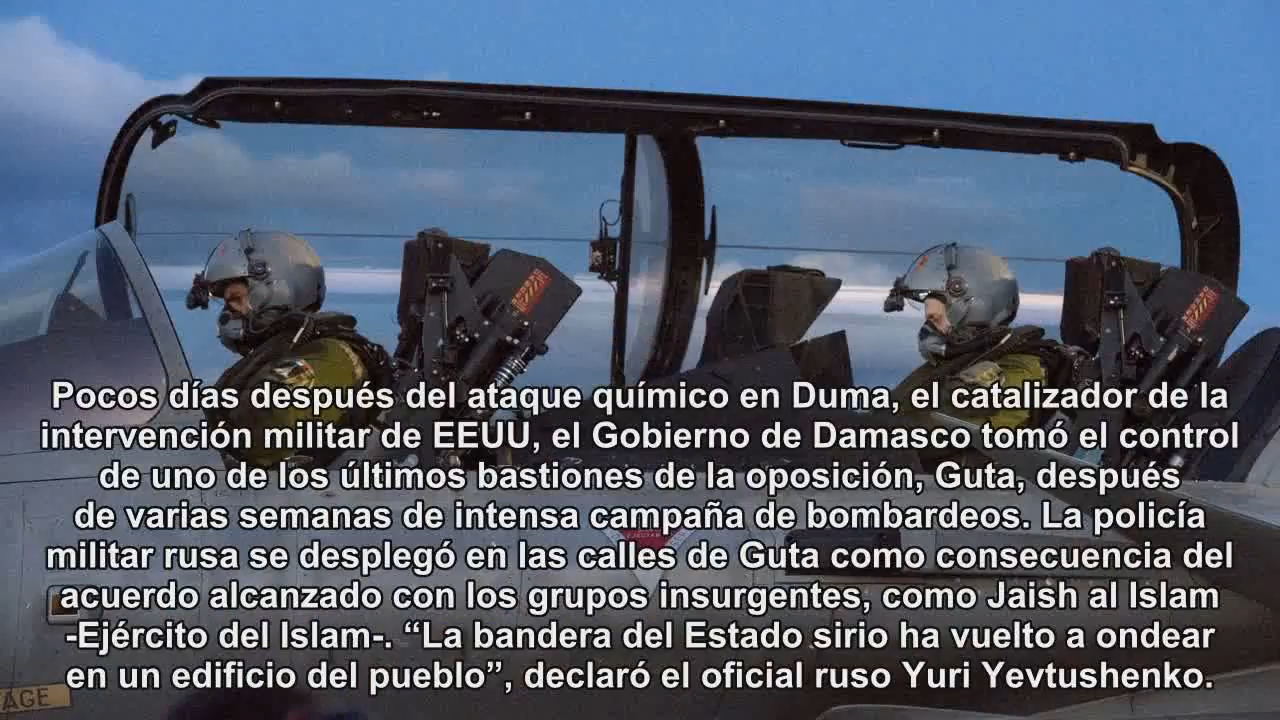 Pocos días después del ataque químico en Duma, el catalizador de la
intervención militar de EEUU, el Gobierno de Damasco tomó el control
de uno de los últimos bastiones de la oposición, Guta, después
de varias semanas de intensa campaña de bombardeos. La policía
militar rusa se desplegó en las calles de Guta como consecuencia del
acuerdo alcanzado con los grupos insurgentes, como Jaish al Islam
-Ejército del Islam-. “La bandera del Estado sirio ha vuelto a ondear
en un edificio del pueblo”, declaró el oficial ruso Yuri Yevtushenko.